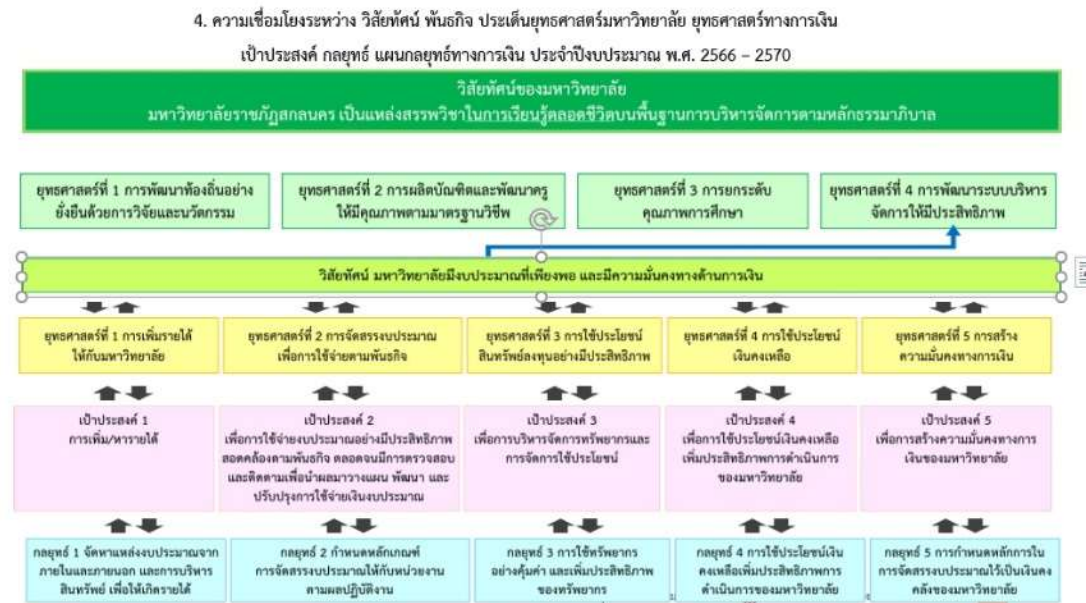 4. ความเชื่อมโยงระหว่าง วิสัยทัศน์ พันธกิจ ประเด็นยุทธศาสตร์มหาวิทยาลัย ยุทธศาสตร์ทางการเงิน
เป้าประสงค์ กลยุทธ์ แผนกลยุทธ์ทางการเงิน ประจำปีงบประมาณ พ.ศ. 2566 – 2570
วิสัยทัศน์ของมหาวิทยาลัย
มหาวิทยาลัยราชภัฏสกลนคร เป็นแหล่งสรรพวิชาในการเรียนรู้ตลอดชีวิตบนพื้นฐานการบริหารจัดการตามหลักธรรมาภิบาล
ยุทธศาสตร์ที่ 1 การพัฒนาท้องถิ่นอย่าง
ยั่งยืนด้วยการวิจัยและนวัตกรรม
ยุทธศาสตร์ที่ 2 การผลิตบัณฑิตและพัฒนาครู
ให้มีคุณภาพตามมาตรฐานวิชีพ
ยุทธศาสตร์ที่ 3 การยกระดับ
คุณภาพการศึกษา
ยุทธศาสตร์ที่ 4 การพัฒนาระบบบริหาร
จัดการให้มีประสิทธิภาพ
วิสัยทัศน์ มหาวิทยาลัยมีงบประมาณที่เพียงพอ และมีความมั่นคงทางด้านการเงิน
ยุทธศาสตร์ที่ 1 การเพิ่มรายได้
ให้กับมหาวิทยาลัย
ยุทธศาสตร์ที่ 2 การจัดสรรงบประมาณ
เพื่อการใช้จ่ายตามพันธกิจ
ยุทธศาสตร์ที่ 3 การใช้ประโยชน์
สินทรัพย์ลงทุนอย่างมีประสิทธิภาพ
ยุทธศาสตร์ที่ 4 การใช้ประโยชน์
เงินคงเหลือ
ยุทธศาสตร์ที่ 5 การสร้าง
ความมั่นคงทางการเงิน
เป้าประสงค์ 1
การเพิ่ม/หารายได้
เป้าประสงค์ 2
เพื่อการใช้จ่ายงบประมาณอย่างมีประสิทธิภาพ
สอดคล้องตามพันธกิจ ตลอดจนมีการตรวจสอบ
และติดตามเพื่อนำผลมาวางแผน พัฒนา และ
ปรับปรุงการใช้จ่ายเงินงบประมาณ
เป้าประสงค์ 3
เพื่อการบริหารจัดการทรัพยากรและ
การจัดการใช้ประโยชน์
เป้าประสงค์ 4
เพื่อการใช้ประโยชน์เงินคงเหลือ
เพิ่มประสิทธิภาพการดำเนินการ
ของมหาวิทยาลัย
เป้าประสงค์ 5
เพื่อการสร้างความมั่นคงทางการ
เงินของมหาวิทยาลัย
กลยุทธ์ 1 จัดหาแหล่งงบประมาณจาก
ภายในและภายนอก และการบริหาร
สินทรัพย์ เพื่อให้เกิดรายได้
กลยุทธ์ 2 กำหนดหลักเกณฑ์
การจัดสรรงบประมาณให้กับหน่วยงาน
ตามผลปฏิบัติงาน
กลยุทธ์ 3 การใช้ทรัพยากร
อย่างคุ้มค่า และเพิ่มประสิทธิภาพ
ของทรัพยากร
กลยุทธ์ 4 การใช้ประโยชน์เงิน
คงเหลือเพิ่มประสิทธิภาพการ
ดำเนินการของมหาวิทยาลัย
กลยุทธ์ 5 การกำหนดหลักการใน
การจัดสรรงบประมาณไว้เป็นเงินคง
คลังของมหาวิทยาลัย